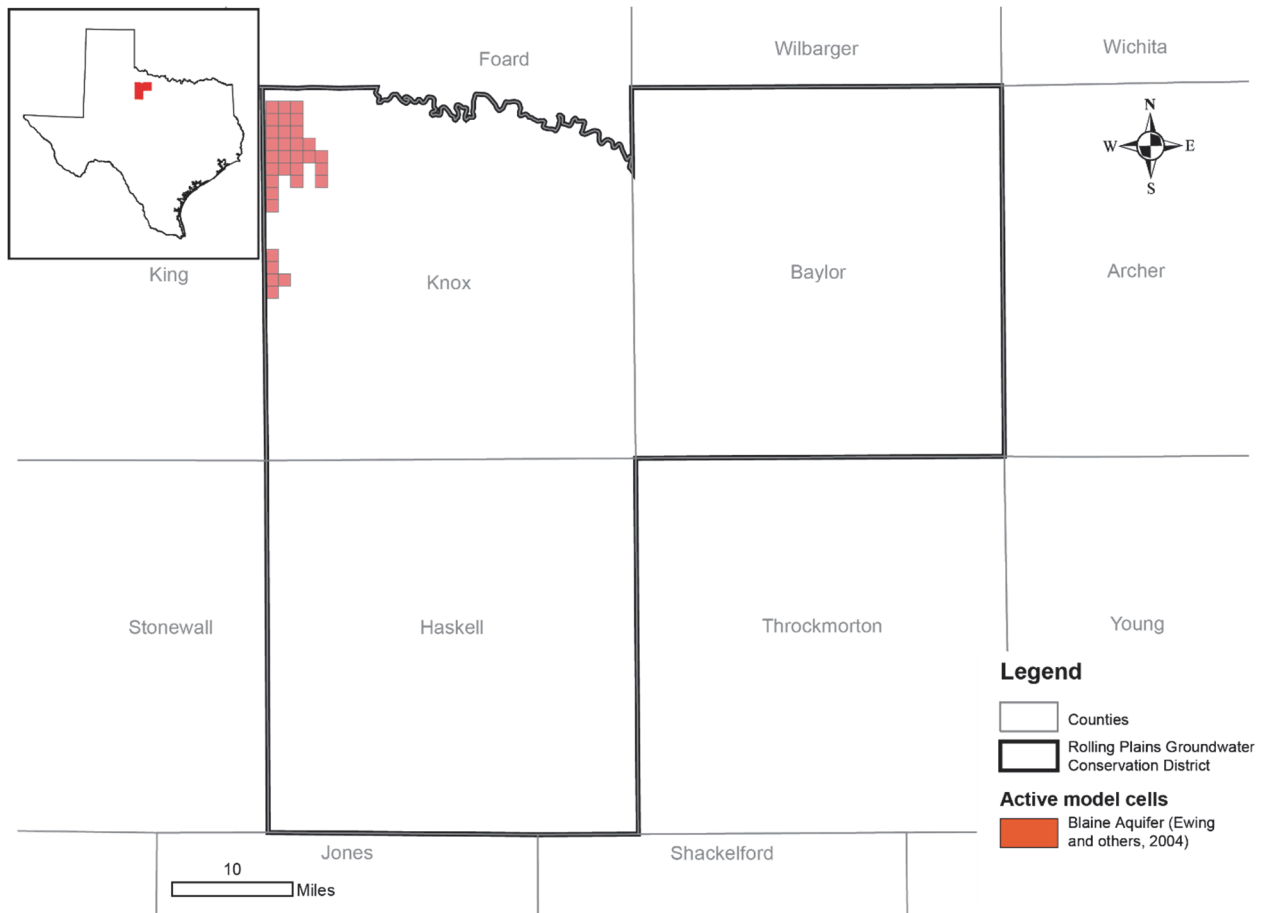 Foard
Wilbarger
Wichita
N
W
E
S
King
Knox
Baylor
Archer
Stonewall
Haskell
Throckmorton
Young
Legend
Counties
Rolling Plains Groundwater
Conservation District
Active model cells
Blaine Aquifer (Ewing
and others, 2004)
Jones
Shackelford
10
Miles